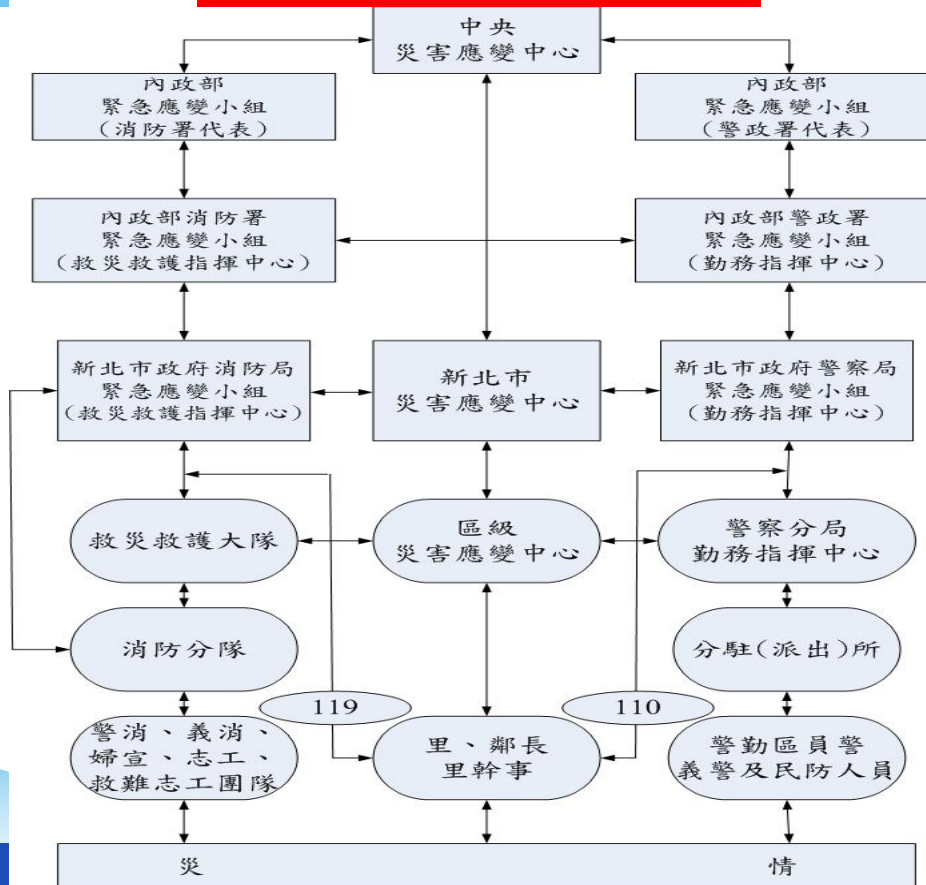 中央
災害應變中心
內政部
緊急應變小組
(消防署代表)
內政部
緊急應變小組
(警政署代表)
內政部消防署
緊急應變小組
(救災救護指揮中心)
內政部警政署
緊急應變小組
(勤務指揮中心)
新北市政府消防局
緊急應變小組
(救災救護指揮中心)
新北市
災害應變中心
新北市政府警察局
緊急應變小組
(勤務指揮中心)
救災救護大隊
區級
災害應變中心
警察分局
勤務指揮中心
消防分隊
分駐(派出)所
119
110
警消、義消、
婦宣、志工、
救難志工團隊
里、鄰長
里幹事
警勤區員警
義警及民防人員
災 情